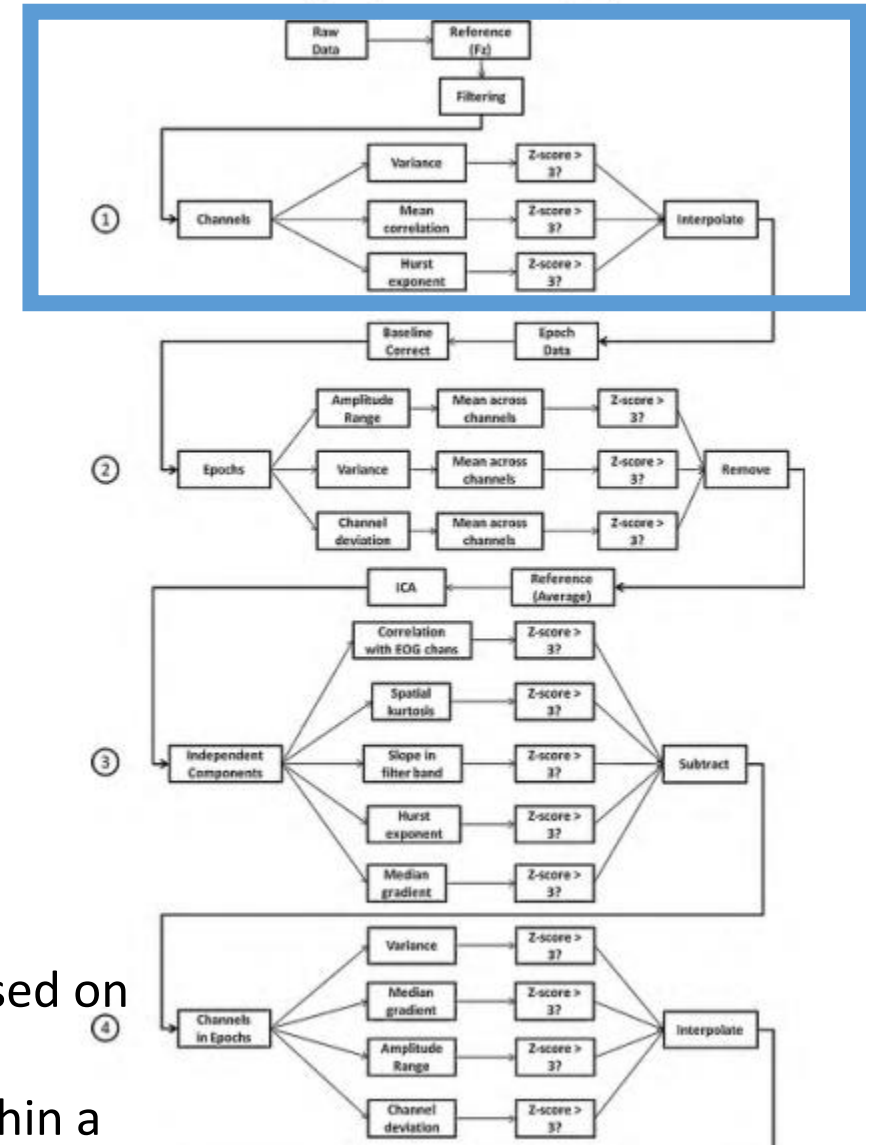 Raw
Data
Reference
(Fz)
Filtering
1
Channels
Variance
Z-score >
3?
Mean
correlation
Z-score >
3?
Hurst
exponent
Z-score >
3?
Interpolate
Baseline
Correct
Epoch
Data
2
Epochs
Amplitude
Range
Mean across
channels
Z-score >
3?
Variance
Mean across
channels
Z-score >
3?
Channel
deviation
Mean across
channels
Z-score >
3?
Remove
ICA
Reference
(Average)
3
Independent
Components
Correlation
with EOG chans
Z-score >
3?
Spatial
kurtosis
Z-score >
3?
Slope in
filter band
Z-score >
3?
Hurst
exponent
Z-score >
3?
Median
gradient
Z-score >
3?
Subtract
sed on
4
Channels
in Epochs
Variance
Z-score >
3?
Median
gradient
Z-score >
3?
Amplitude
Range
Z-score >
3?
Channel
deviation
Z-score >
3?
Interpolate
hin a